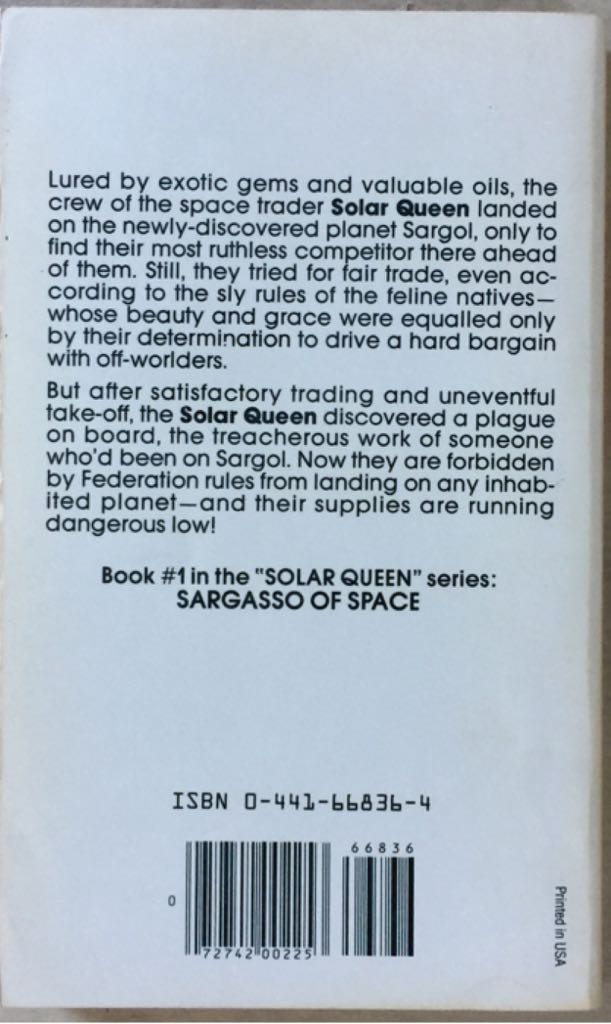 Lured by exotic gems and valuable oils, the
crew of the space trader Solar Queen landed
on the newly-discovered planet Sargol, only to
find their most ruthless competitor there ahead
of them. Still, they tried for fair trade, even ac-
cording to the sly rules of the feline natives—
whose beauty and grace were equalled only
by their determination to drive a hard bargain
with off-worlders.
But after satisfactory trading and uneventful
take-off, the Solar Queen discovered a plague
on board, the treacherous work of someone
who'd been on Sargol. Now they are forbidden
by Federation rules from landing on any inhab-
ited planet—and their supplies are running
dangerous low!
Book #1 in the "SOLAR QUEEN" series:
SARGASSO OF SPACE
ISBN 0-441-66836-4
66836
0
72742 00225
Printed in USA